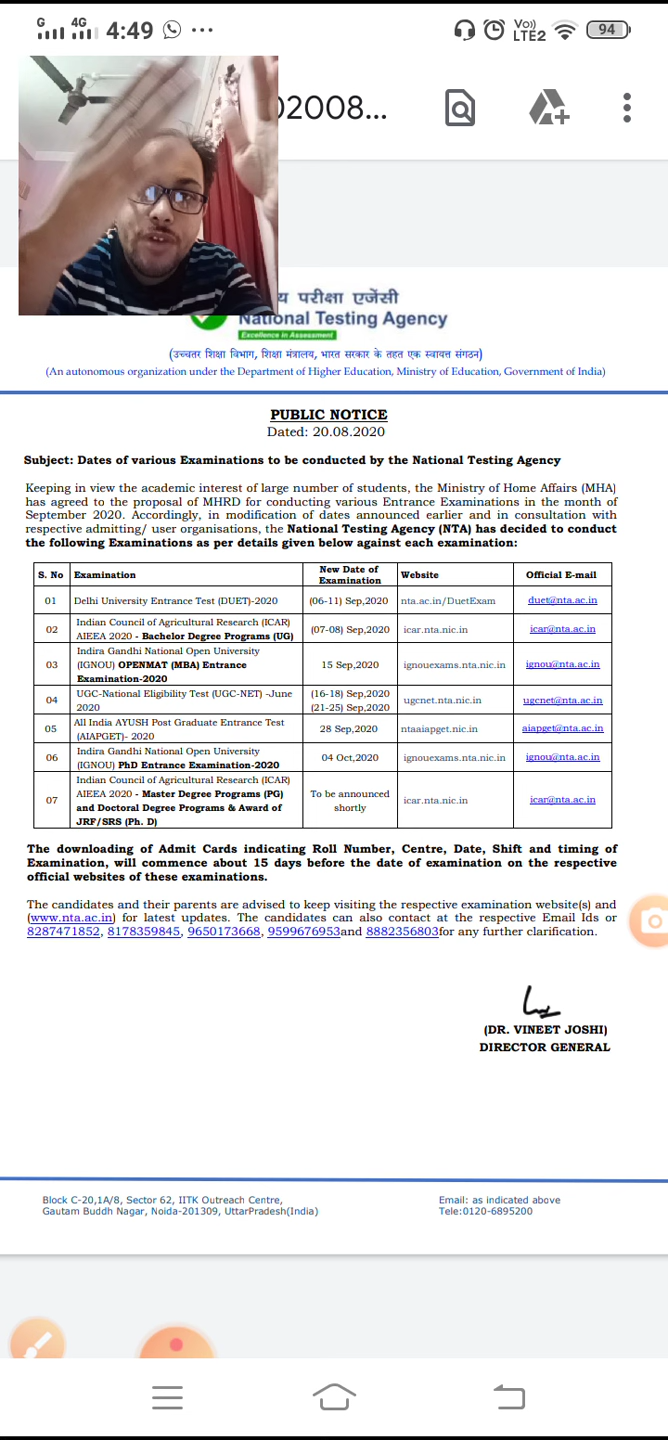 G 4G 4:49 ... Vo)) LTE2 94
02008...
य परीक्षा एजेंसी
National Testing Agency
Excellence in Assessment
(उच्चतर शिक्षा विभाग, शिक्षा मंत्रालय, भारत सरकार के तहत एक स्वायत्त संगठन)
(An autonomous organization under the Department of Higher Education, Ministry of Education, Government of India)
PUBLIC NOTICE
Dated: 20.08.2020
Subject: Dates of various Examinations to be conducted by the National Testing Agency
Keeping in view the academic interest of large number of students, the Ministry of Home Affairs (MHA)
has agreed to the proposal of MHRD for conducting various Entrance Examinations in the month of
September 2020. Accordingly, in modification of dates announced earlier and in consultation with
respective admitting/ user organisations, the National Testing Agency (NTA) has decided to conduct
the following Examinations as per details given below against each examination:
S. No Examination New Date of Examination Website Official E-mail
01 Delhi University Entrance Test (DUET)-2020 (06-11) Sep,2020 nta.ac.in/DuetExam duet@nta.ac.in
02 Indian Council of Agricultural Research (ICAR)
AIEEA 2020 - Bachelor Degree Programs (UG) (07-08) Sep,2020 icar.nta.nic.in icar@nta.ac.in
03 Indira Gandhi National Open University
(IGNOU) OPENMAT (MBA) Entrance
Examination-2020 15 Sep,2020 ignouexams.nta.nic.in ignou@nta.ac.in
04 UGC-National Eligibility Test (UGC-NET) -June
2020 (16-18) Sep,2020
(21-25) Sep,2020 ugcnet.nta.nic.in ugcnet@nta.ac.in
05 All India AYUSH Post Graduate Entrance Test
(AIAPGET)- 2020 28 Sep,2020 ntaaiapget.nic.in aiapget@nta.ac.in
06 Indira Gandhi National Open University
(IGNOU) PhD Entrance Examination-2020 04 Oct,2020 ignouexams.nta.nic.in ignou@nta.ac.in
07 Indian Council of Agricultural Research (ICAR)
AIEEA 2020 - Master Degree Programs (PG)
and Doctoral Degree Programs & Award of
JRF/SRS (Ph. D) To be announced
shortly icar.nta.nic.in icar@nta.ac.in
The downloading of Admit Cards indicating Roll Number, Centre, Date, Shift and timing of
Examination, will commence about 15 days before the date of examination on the respective
official websites of these examinations.
The candidates and their parents are advised to keep visiting the respective examination website(s) and
(www.nta.ac.in) for latest updates. The candidates can also contact at the respective Email Ids or
8287471852, 8178359845, 9650173668, 9599676953and 8882356803for any further clarification.
(DR. VINEET JOSHI)
DIRECTOR GENERAL
Block C-20,1A/8, Sector 62, IITK Outreach Centre,
Gautam Buddh Nagar, Noida-201309, UttarPradesh(India)
Email: as indicated above
Tele:0120-6895200